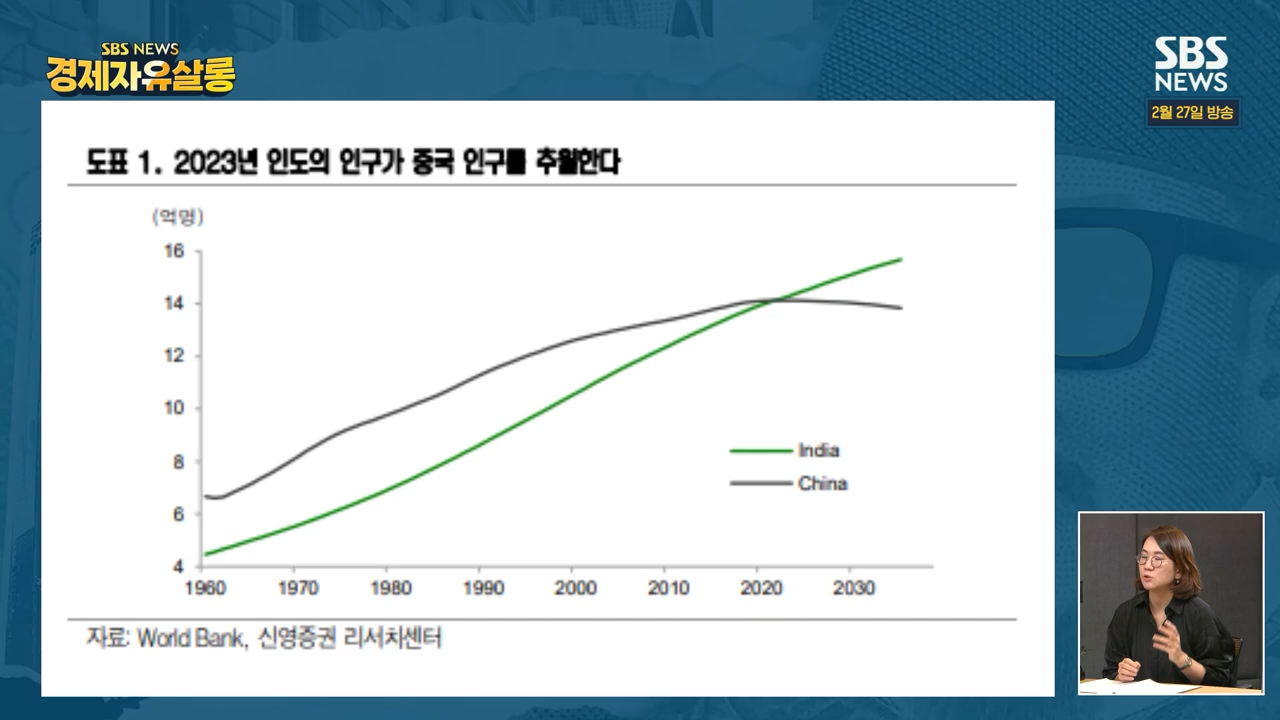 SBS NEWS
경제자유살롱
SBS
NEWS
2월 27일 방송
도표 1. 2023년 인도의 인구가 중국 인구를 추월한다
(억명)
16
14
12
10
8
6
4
1960 1970 1980 1990 2000 2010 2020 2030
India
China
자료: World Bank, 신영증권 리서치센터